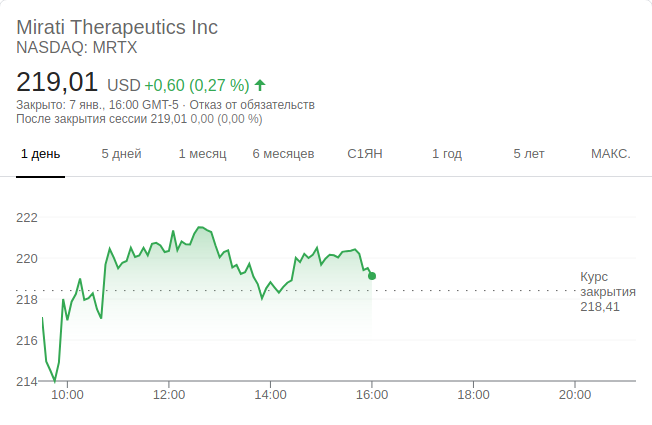 Mirati Therapeutics Inc
NASDAQ: MRTX
219,01 USD +0,60 (0,27 %)
Закрыто: 7 янв., 16:00 GMT-5 · Отказ от обязательств
После закрытия сессии 219,01 0,00 (0,00 %)
1 день 5 дней 1 месяц 6 месяцев С1ЯН 1 год 5 лет МАКС.
222
220
218
216
214
Курс
закрытия
218,41
10:00 12:00 14:00 16:00 18:00 20:00